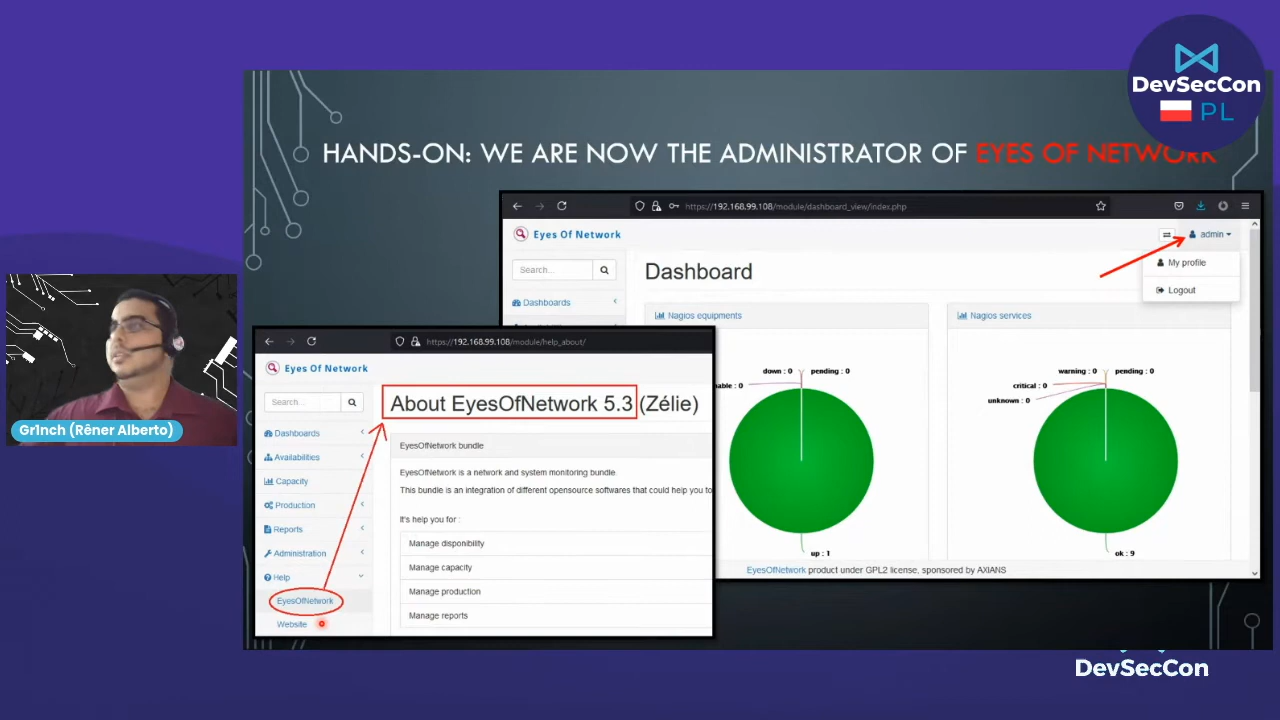 DevSecCon
PL
HANDS-ON: WE ARE NOW THE ADMINISTRATOR OF EYES OF NETWORK
https://192.168.99.108/module/dashboard_view/index.php
Eyes Of Network
admin
My profile
Logout
Search...
Dashboard
Dashboards
Nagios equipments
Nagios services
down : 0
pending : 0
warning : 0
pending : 0
critical : 0
unknown : 0
up : 1
ok : 9
EyesOfNetwork product under GPL2 license, sponsored by AXIANS
https://192.168.99.108/module/help_about/
Eyes Of Network
Search...
About EyesOfNetwork 5.3 (Zélie)
Dashboards
Availabilities
Capacity
Production
Reports
Administration
Help
EyesOfNetwork
Website
EyesOfNetwork bundle
EyesOfNetwork is a network and system monitoring bundle.
This bundle is an integration of different opensource softwares that could help you to
It's help you for :
Manage disponibility
Manage capacity
Manage production
Manage reports
Gr1nch (Rêner Alberto)
DevSecCon